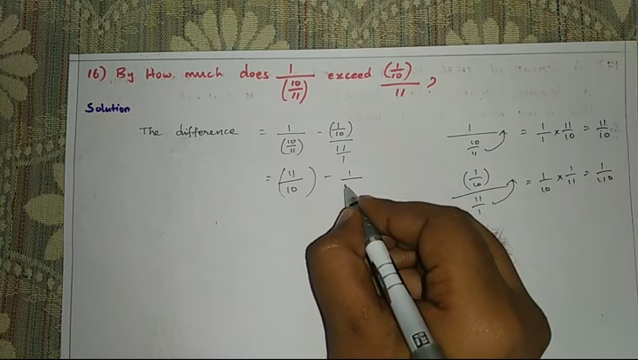 16) By How much does 1/(10/11) exceed (1/10)/11 ?
Solution
The difference = 1/(10/11) - (1/10)/(11/1)
= (11/10) - 1/1
1/(10/11) = 1/1 × 11/10 = 11/10
(1/10)/(11/1) = 1/10 × 1/11 = 1/110